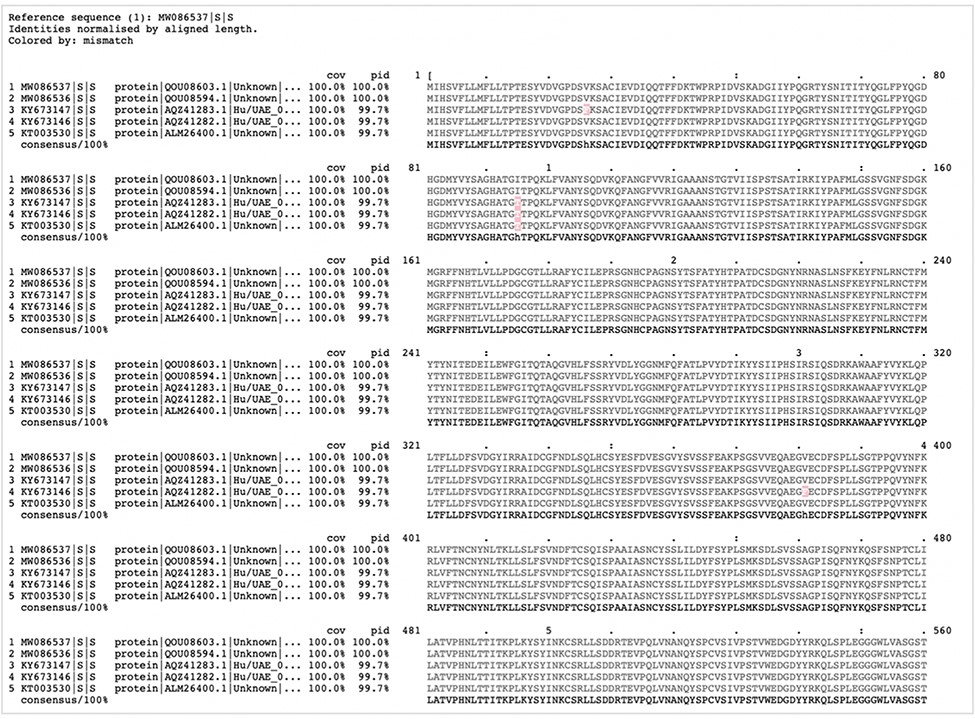 Reference sequence (1): MW086537|S|S
Identities normalised by aligned length.
Colored by: mismatch
cov pid 1 [ . . . . : . . . 80
1 MW086537|S|S protein|QOU08603.1|Unknown|... 100.0% 100.0% MIHSVFLLMFLLTPTESYVDVGPDSVKSACIEVDIQQTFFDKTWPRPIDVSKADGIIYPQGRTYSNITITYQGLFPYQGD
2 MW086536|S|S protein|QOU08594.1|Unknown|... 100.0% 100.0% MIHSVFLLMFLLTPTESYVDVGPDSVKSACIEVDIQQTFFDKTWPRPIDVSKADGIIYPQGRTYSNITITYQGLFPYQGD
3 KY673147|S|S protein|AQZ41283.1|Hu/UAE_0... 100.0% 99.7%
4 KY673146|S|S protein|AQZ41282.1|Hu/UAE_0... 100.0% 99.7% MIHSVFLLMFLLTPTESYVDVGPDSVKSACIEVDIQQTFFDKTWPRPIDVSKADGIIYPQGRTYSNITITYQGLFPYQGD
5 KT003530|S|S protein|ALM26400.1|Unknown|... 100.0% 99.7% MIHSVFLLMFLLTPTESYVDVGPDSVKSACIEVDIQQTFFDKTWPRPIDVSKADGIIYPQGRTYSNITITYQGLFPYQGD
consensus/100% MIHSVFLLMFLLTPTESYVDVGPDShKSACIEVDIQQTFFDKTWPRPIDVSKADGIIYPQGRTYSNITITYQGLFPYQGD
cov pid 81 . 1 . . . . : . 160
1 MW086537|S|S protein|QOU08603.1|Unknown|... 100.0% 100.0% HGDMYVYSAGHATGITPQKLFVANYSQDVKQFANGFVVRIGAAANSTGTVIISPSTSATIRKIYPAFMLGSSVGNFSDGK
2 MW086536|S|S protein|QOU08594.1|Unknown|... 100.0% 100.0% HGDMYVYSAGHATGITPQKLFVANYSQDVKQFANGFVVRIGAAANSTGTVIISPSTSATIRKIYPAFMLGSSVGNFSDGK
3 KY673147|S|S protein|AQZ41283.1|Hu/UAE_0... 100.0% 99.7%
4 KY673146|S|S protein|AQZ41282.1|Hu/UAE_0... 100.0% 99.7%
5 KT003530|S|S protein|ALM26400.1|Unknown|... 100.0% 99.7%
consensus/100% HGDMYVYSAGHATGhTPQKLFVANYSQDVKQFANGFVVRIGAAANSTGTVIISPSTSATIRKIYPAFMLGSSVGNFSDGK
cov pid 161 . . . 2 . . . . 240
1 MW086537|S|S protein|QOU08603.1|Unknown|... 100.0% 100.0% MGRFFNHTLVLLPDGCGTLLRAFYCILEPRSGNHCPAGNSYTSFATYHTPATDCSDGNYNRNASLNSFKEYFNLRNCTFM
2 MW086536|S|S protein|QOU08594.1|Unknown|... 100.0% 100.0% MGRFFNHTLVLLPDGCGTLLRAFYCILEPRSGNHCPAGNSYTSFATYHTPATDCSDGNYNRNASLNSFKEYFNLRNCTFM
3 KY673147|S|S protein|AQZ41283.1|Hu/UAE_0... 100.0% 99.7% MGRFFNHTLVLLPDGCGTLLRAFYCILEPRSGNHCPAGNSYTSFATYHTPATDCSDGNYNRNASLNSFKEYFNLRNCTFM
4 KY673146|S|S protein|AQZ41282.1|Hu/UAE_0... 100.0% 99.7% MGRFFNHTLVLLPDGCGTLLRAFYCILEPRSGNHCPAGNSYTSFATYHTPATDCSDGNYNRNASLNSFKEYFNLRNCTFM
5 KT003530|S|S protein|ALM26400.1|Unknown|... 100.0% 99.7% MGRFFNHTLVLLPDGCGTLLRAFYCILEPRSGNHCPAGNSYTSFATYHTPATDCSDGNYNRNASLNSFKEYFNLRNCTFM
consensus/100% MGRFFNHTLVLLPDGCGTLLRAFYCILEPRSGNHCPAGNSYTSFATYHTPATDCSDGNYNRNASLNSFKEYFNLRNCTFM
cov pid 241 : . . . . 3 . . 320
1 MW086537|S|S protein|QOU08603.1|Unknown|... 100.0% 100.0% YTYNITEDEILEWFGITQTAQGVHLFSSRYVDLYGGNMFQFATLPVYDTIKYYSIIPHSIRSIQSDRKAWAAFYVYKLQP
2 MW086536|S|S protein|QOU08594.1|Unknown|... 100.0% 100.0% YTYNITEDEILEWFGITQTAQGVHLFSSRYVDLYGGNMFQFATLPVYDTIKYYSIIPHSIRSIQSDRKAWAAFYVYKLQP
3 KY673147|S|S protein|AQZ41283.1|Hu/UAE_0... 100.0% 99.7% YTYNITEDEILEWFGITQTAQGVHLFSSRYVDLYGGNMFQFATLPVYDTIKYYSIIPHSIRSIQSDRKAWAAFYVYKLQP
4 KY673146|S|S protein|AQZ41282.1|Hu/UAE_0... 100.0% 99.7% YTYNITEDEILEWFGITQTAQGVHLFSSRYVDLYGGNMFQFATLPVYDTIKYYSIIPHSIRSIQSDRKAWAAFYVYKLQP
5 KT003530|S|S protein|ALM26400.1|Unknown|... 100.0% 99.7% YTYNITEDEILEWFGITQTAQGVHLFSSRYVDLYGGNMFQFATLPVYDTIKYYSIIPHSIRSIQSDRKAWAAFYVYKLQP
consensus/100% YTYNITEDEILEWFGITQTAQGVHLFSSRYVDLYGGNMFQFATLPVYDTIKYYSIIPHSIRSIQSDRKAWAAFYVYKLQP
cov pid 321 . . : . . . . 4 400
1 MW086537|S|S protein|QOU08603.1|Unknown|... 100.0% 100.0% LTFLLDFSVDGYIRRAIDCGFNDLSQLHCSYESFDVESGVYSVSSFEAKPSGSVVEQAEGVECDFSPLLSGTPPQVYNFK
2 MW086536|S|S protein|QOU08594.1|Unknown|... 100.0% 100.0% LTFLLDFSVDGYIRRAIDCGFNDLSQLHCSYESFDVESGVYSVSSFEAKPSGSVVEQAEGVECDFSPLLSGTPPQVYNFK
3 KY673147|S|S protein|AQZ41283.1|Hu/UAE_0... 100.0% 99.7% LTFLLDFSVDGYIRRAIDCGFNDLSQLHCSYESFDVESGVYSVSSFEAKPSGSVVEQAEGVECDFSPLLSGTPPQVYNFK
4 KY673146|S|S protein|AQZ41282.1|Hu/UAE_0... 100.0% 99.7%
5 KT003530|S|S protein|ALM26400.1|Unknown|... 100.0% 99.7% LTFLLDFSVDGYIRRAIDCGFNDLSQLHCSYESFDVESGVYSVSSFEAKPSGSVVEQAEGVECDFSPLLSGTPPQVYNFK
consensus/100% LTFLLDFSVDGYIRRAIDCGFNDLSQLHCSYESFDVESGVYSVSSFEAKPSGSVVEQAEGhECDFSPLLSGTPPQVYNFK
cov pid 401 . . . . : . . . 480
1 MW086537|S|S protein|QOU08603.1|Unknown|... 100.0% 100.0% RLVFTNCNYNLTKLLSLFSVNDFTCSQISPAAIASNCYSSLILDYFSYPLSMKSDLSVSSAGPISQFNYKQSFSNPTCLI
2 MW086536|S|S protein|QOU08594.1|Unknown|... 100.0% 100.0% RLVFTNCNYNLTKLLSLFSVNDFTCSQISPAAIASNCYSSLILDYFSYPLSMKSDLSVSSAGPISQFNYKQSFSNPTCLI
3 KY673147|S|S protein|AQZ41283.1|Hu/UAE_0... 100.0% 99.7% RLVFTNCNYNLTKLLSLFSVNDFTCSQISPAAIASNCYSSLILDYFSYPLSMKSDLSVSSAGPISQFNYKQSFSNPTCLI
4 KY673146|S|S protein|AQZ41282.1|Hu/UAE_0... 100.0% 99.7% RLVFTNCNYNLTKLLSLFSVNDFTCSQISPAAIASNCYSSLILDYFSYPLSMKSDLSVSSAGPISQFNYKQSFSNPTCLI
5 KT003530|S|S protein|ALM26400.1|Unknown|... 100.0% 99.7% RLVFTNCNYNLTKLLSLFSVNDFTCSQISPAAIASNCYSSLILDYFSYPLSMKSDLSVSSAGPISQFNYKQSFSNPTCLI
consensus/100% RLVFTNCNYNLTKLLSLFSVNDFTCSQISPAAIASNCYSSLILDYFSYPLSMKSDLSVSSAGPISQFNYKQSFSNPTCLI
cov pid 481 . 5 . . . . : . 560
1 MW086537|S|S protein|QOU08603.1|Unknown|... 100.0% 100.0% LATVPHNLTTITKPLKYSYINKCSRLLSDDRTEVPQLVNANQYSPCVSIVPSTVWEDGDYYRKQLSPLEGGGWLVASGST
2 MW086536|S|S protein|QOU08594.1|Unknown|... 100.0% 100.0% LATVPHNLTTITKPLKYSYINKCSRLLSDDRTEVPQLVNANQYSPCVSIVPSTVWEDGDYYRKQLSPLEGGGWLVASGST
3 KY673147|S|S protein|AQZ41283.1|Hu/UAE_0... 100.0% 99.7% LATVPHNLTTITKPLKYSYINKCSRLLSDDRTEVPQLVNANQYSPCVSIVPSTVWEDGDYYRKQLSPLEGGGWLVASGST
4 KY673146|S|S protein|AQZ41282.1|Hu/UAE_0... 100.0% 99.7% LATVPHNLTTITKPLKYSYINKCSRLLSDDRTEVPQLVNANQYSPCVSIVPSTVWEDGDYYRKQLSPLEGGGWLVASGST
5 KT003530|S|S protein|ALM26400.1|Unknown|... 100.0% 99.7% LATVPHNLTTITKPLKYSYINKCSRLLSDDRTEVPQLVNANQYSPCVSIVPSTVWEDGDYYRKQLSPLEGGGWLVASGST
consensus/100% LATVPHNLTTITKPLKYSYINKCSRLLSDDRTEVPQLVNANQYSPCVSIVPSTVWEDGDYYRKQLSPLEGGGWLVASGST